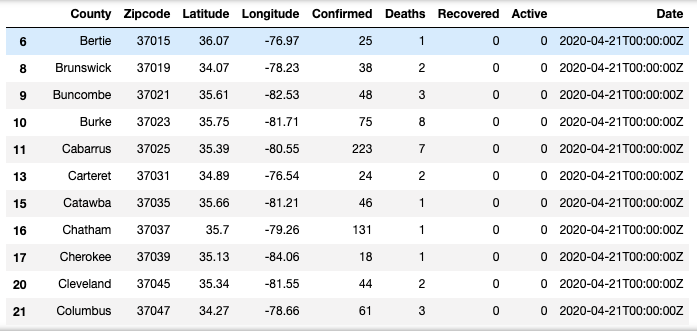 County Zipcode Latitude Longitude Confirmed Deaths Recovered Active Date
6 Bertie 37015 36.07 -76.97 25 1 0 0 2020-04-21T00:00:00Z
8 Brunswick 37019 34.07 -78.23 38 2 0 0 2020-04-21T00:00:00Z
9 Buncombe 37021 35.61 -82.53 48 3 0 0 2020-04-21T00:00:00Z
10 Burke 37023 35.75 -81.71 75 8 0 0 2020-04-21T00:00:00Z
11 Cabarrus 37025 35.39 -80.55 223 7 0 0 2020-04-21T00:00:00Z
13 Carteret 37031 34.89 -76.54 24 2 0 0 2020-04-21T00:00:00Z
15 Catawba 37035 35.66 -81.21 46 1 0 0 2020-04-21T00:00:00Z
16 Chatham 37037 35.7 -79.26 131 1 0 0 2020-04-21T00:00:00Z
17 Cherokee 37039 35.13 -84.06 18 1 0 0 2020-04-21T00:00:00Z
20 Cleveland 37045 35.34 -81.55 44 2 0 0 2020-04-21T00:00:00Z
21 Columbus 37047 34.27 -78.66 61 3 0 0 2020-04-21T00:00:00Z